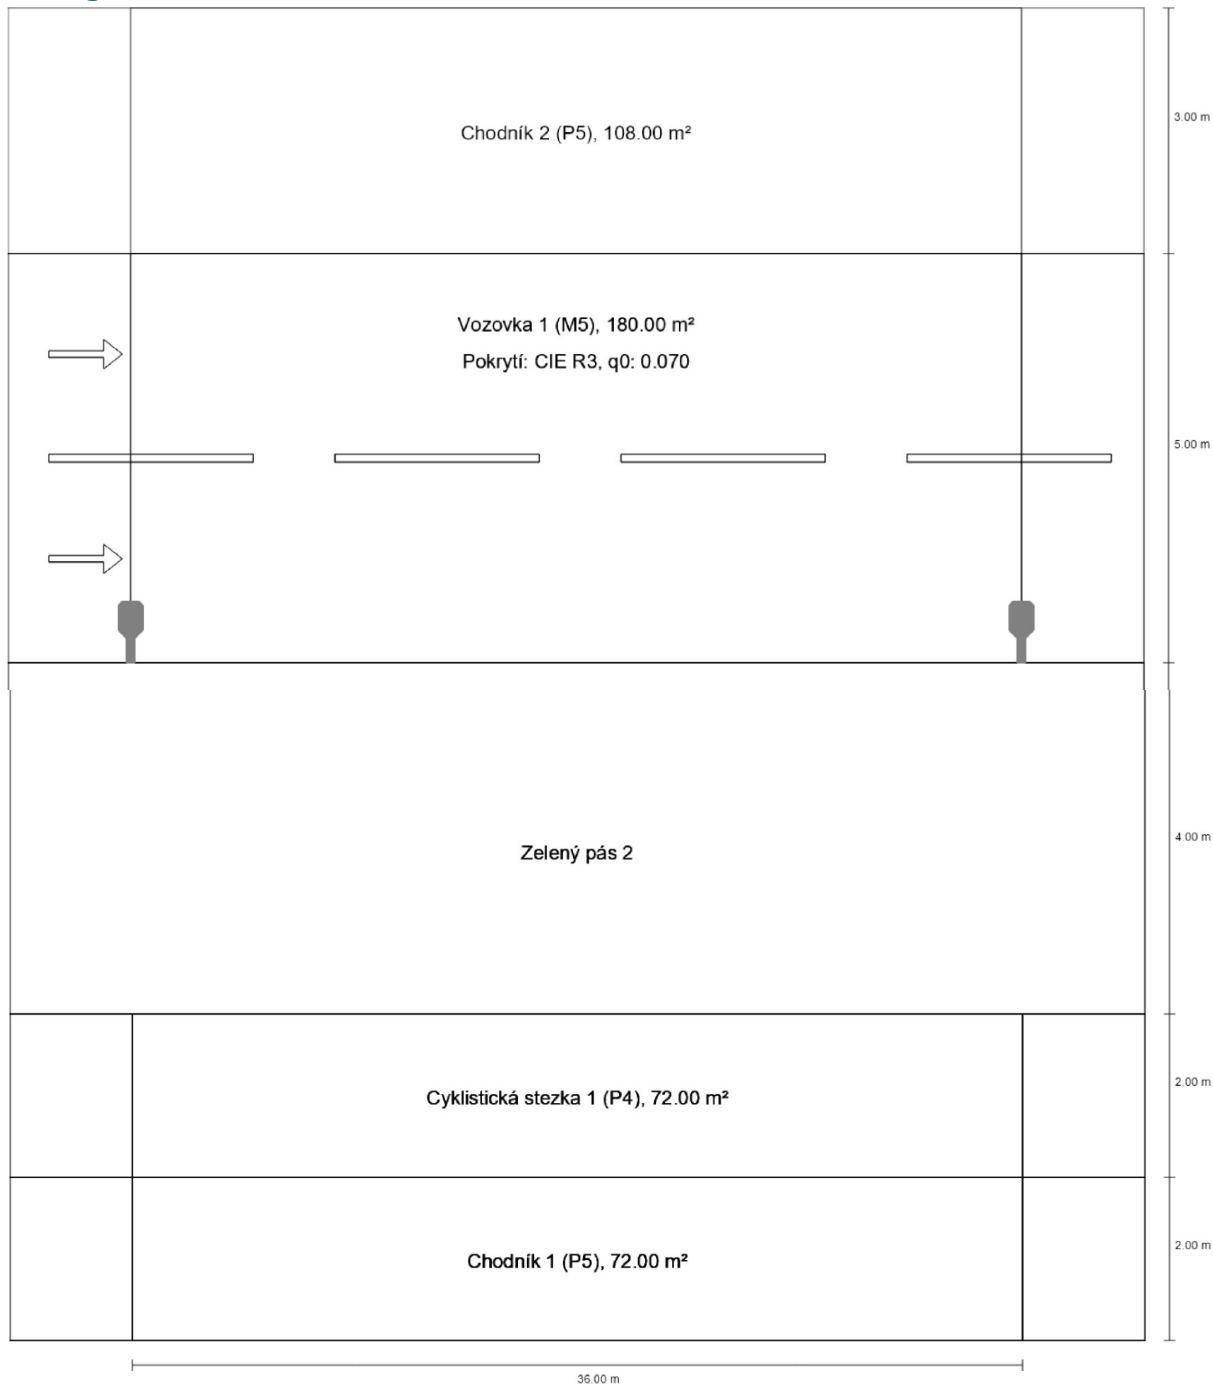 Chodník 2 (P5), 108.00 m²
3.00 m
Vozovka 1 (M5), 180.00 m²
Pokrytí: CIE R3, q0: 0.070
5.00 m
Zelený pás 2
4.00 m
Cyklistická stezka 1 (P4), 72.00 m²
2.00 m
Chodník 1 (P5), 72.00 m²
2.00 m
36.00 m